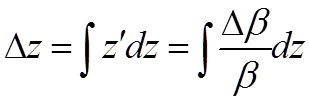 Δz = ∫ z′dz = ∫ Δβ/β dz